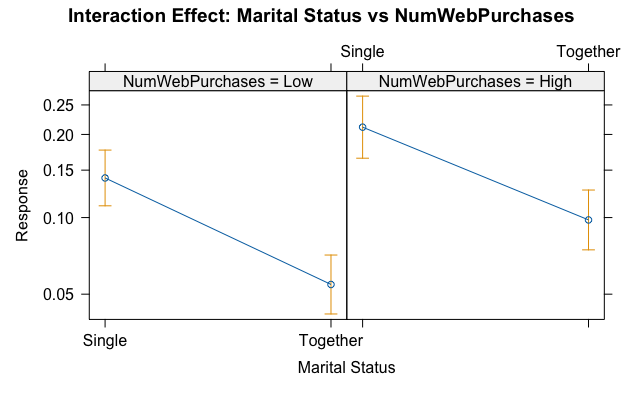 Interaction Effect: Marital Status vs NumWebPurchases
Single Together
NumWebPurchases = Low NumWebPurchases = High
0.25
0.20
0.15
0.10
0.05
Response
Single Together
Marital Status